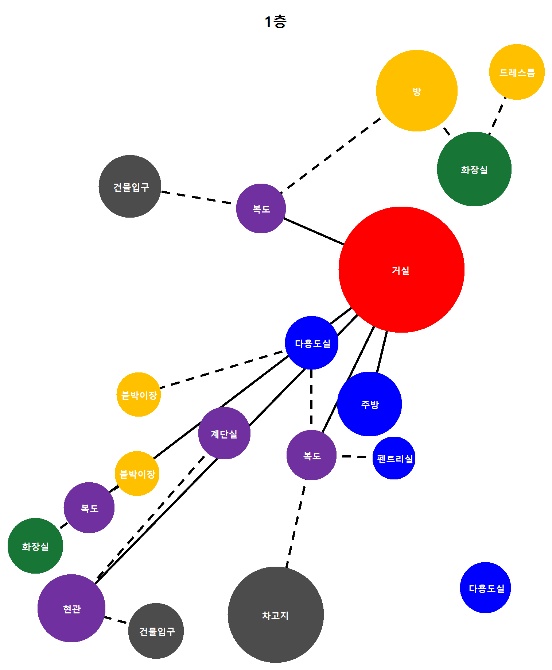 1층
드레스룸
방
화장실
건물입구
복도
거실
다용도실
붙박이장
주방
계단실
복도
팬트리실
붙박이장
복도
화장실
다용도실
현관
차고지
건물입구